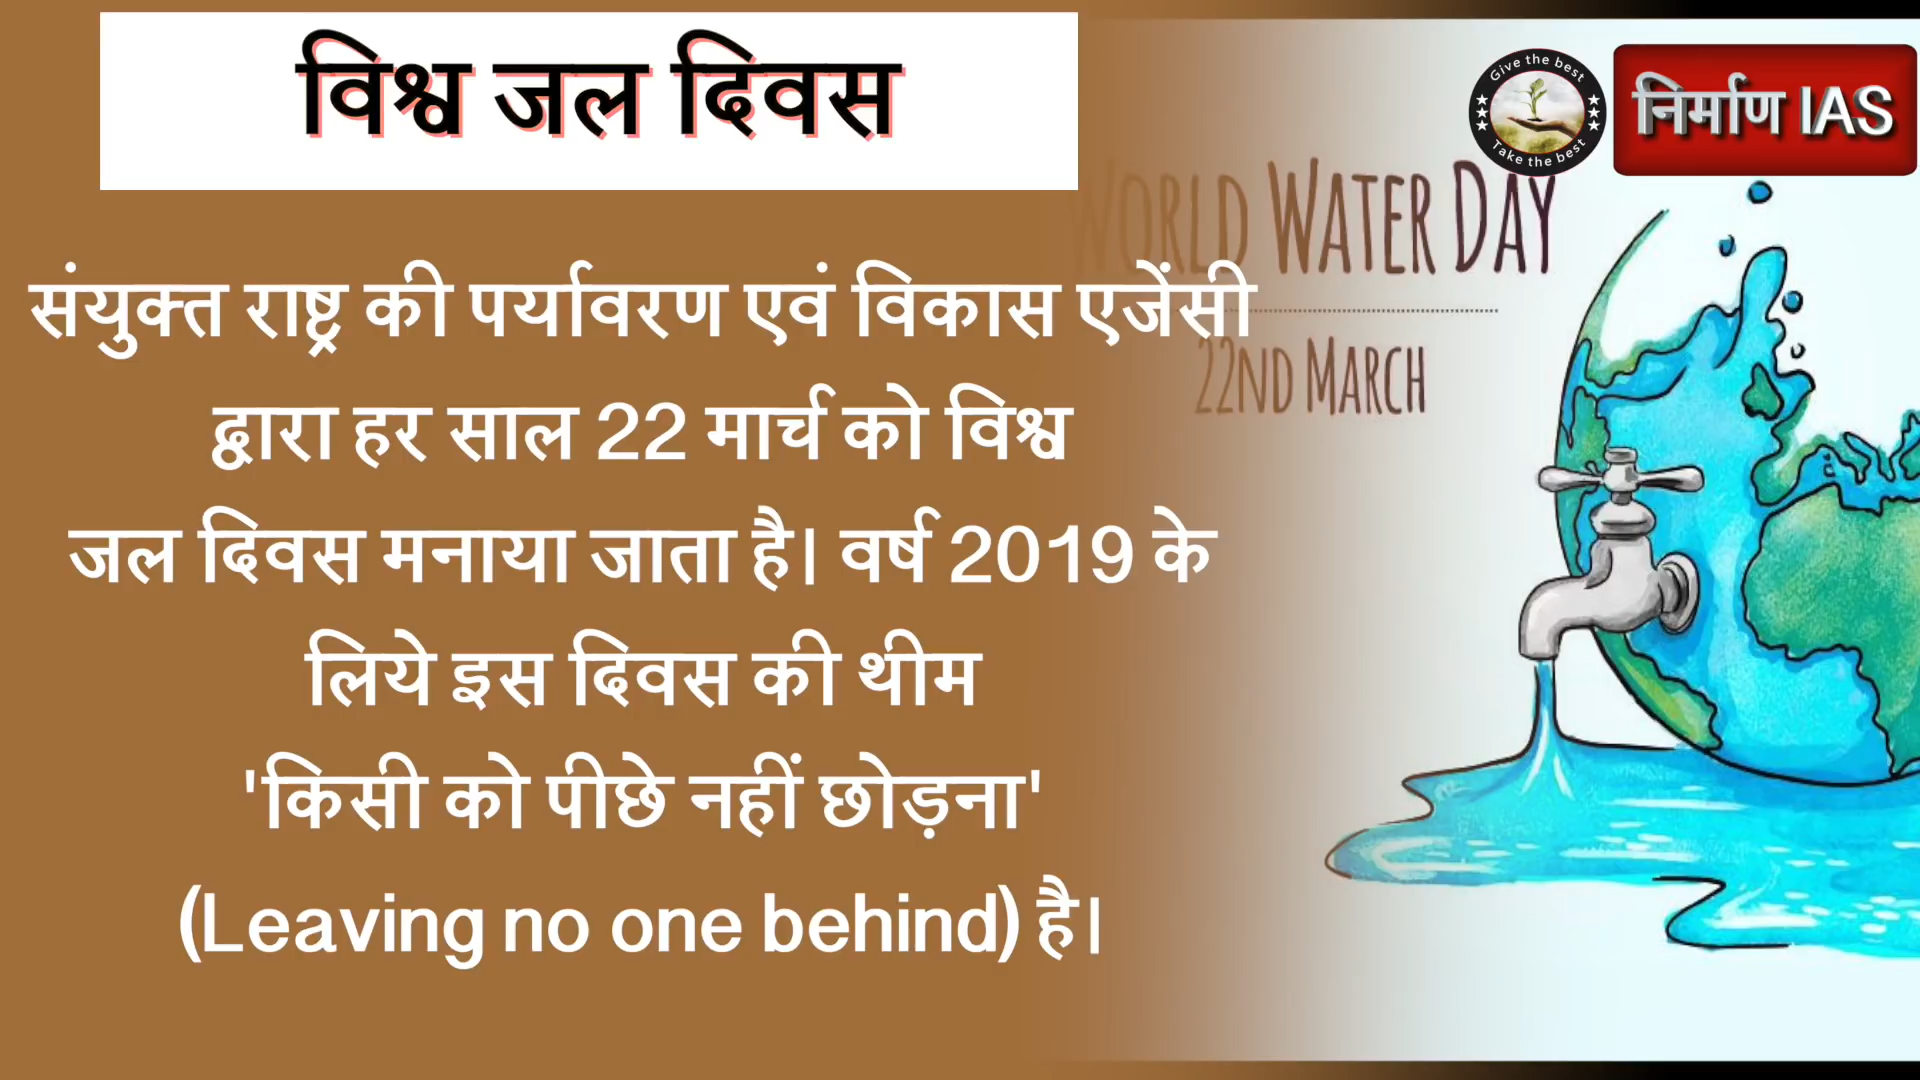 विश्व जल दिवस
Give the best
Take the best
निर्माण IAS
WORLD WATER DAY
22ND MARCH
संयुक्त राष्ट्र की पर्यावरण एवं विकास एजेंसी
द्वारा हर साल 22 मार्च को विश्व
जल दिवस मनाया जाता है। वर्ष 2019 के
लिये इस दिवस की थीम
'किसी को पीछे नहीं छोड़ना'
(Leaving no one behind) है।